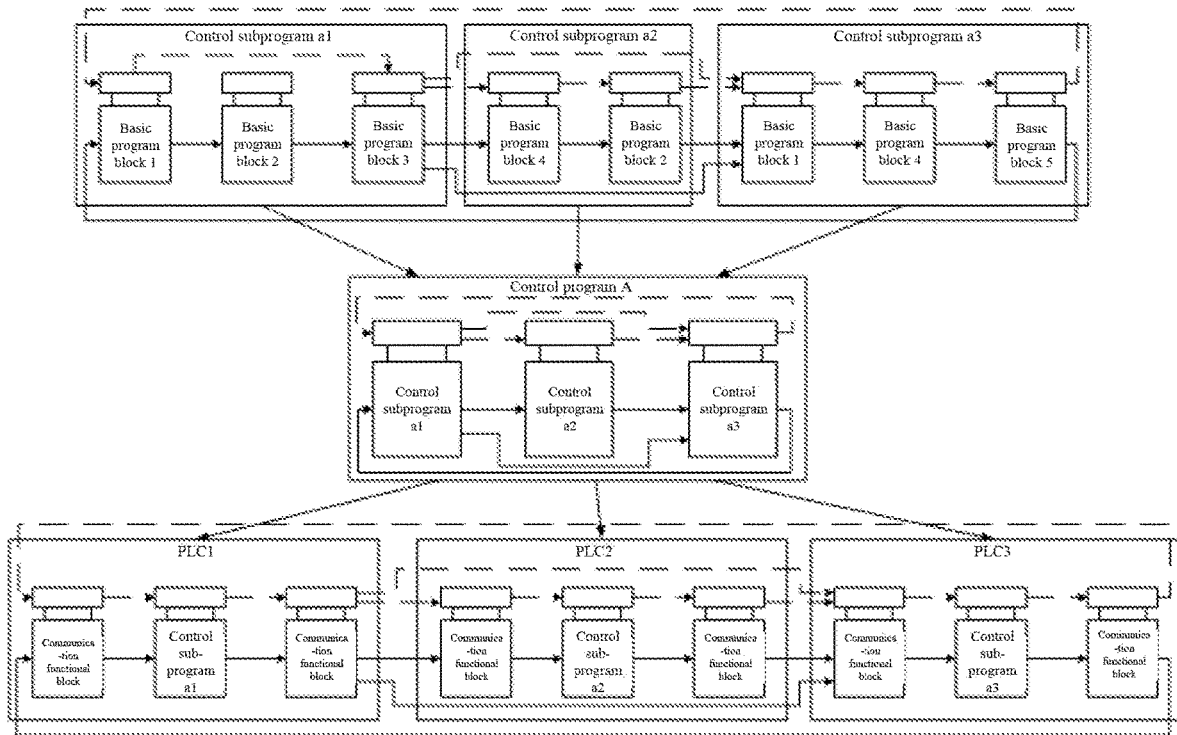 Control subprogram a1
Control subprogram a2
Control subprogram a3
Basic
program
block 1
Basic
program
block 2
Basic
program
block 3
Basic
program
block 4
Basic
program
block 2
Basic
program
block 1
Basic
program
block 4
Basic
program
block 5
Control program A
Control
subprogram
a1
Control
subprogram
a2
Control
subprogram
a3
PLC1
PLC2
PLC3
Communica
-tion
functional
block
Control
sub-
program
a1
Communica
-tion
functional
block
Communica
-tion
functional
block
Control
sub-
program
a2
Communica
-tion
functional
block
Communica
-tion
functional
block
Control
sub-
program
a3
Communica
-tion
functional
block